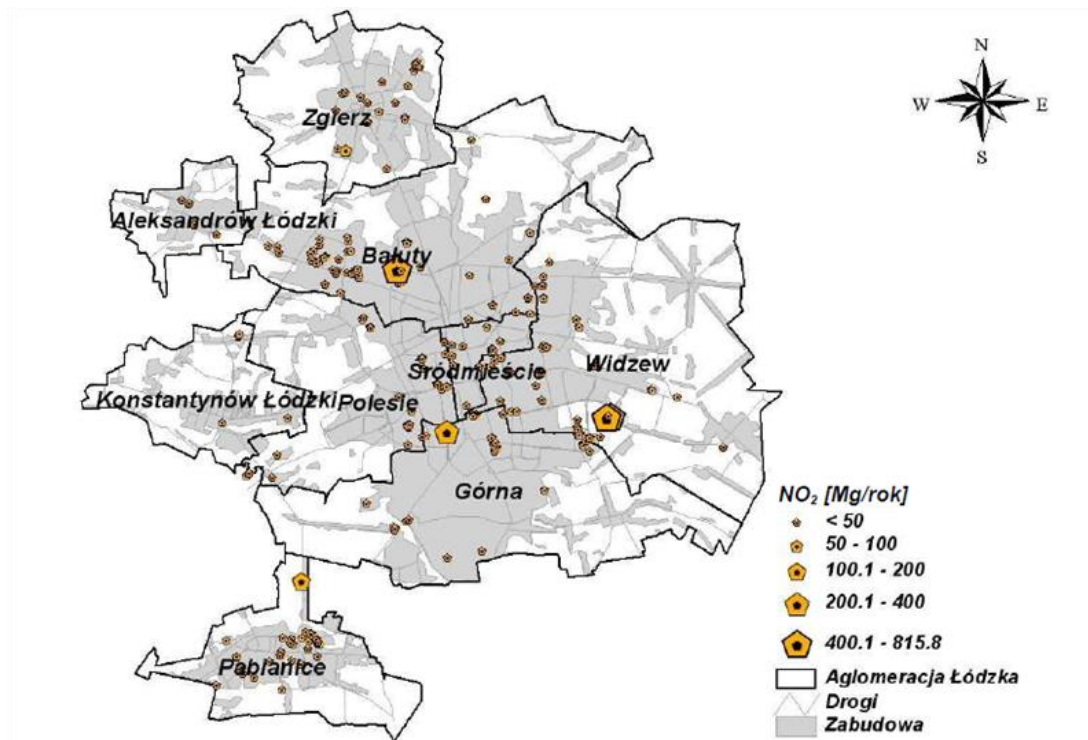 N
W E
S
Zgierz
Aleksandrów Łódzki
Bałuty
Śródmieście
Widzew
Konstantynów Łódzki
Polesie
Górna
Pabianice
NO₂ [Mg/rok]
< 50
50 - 100
100.1 - 200
200.1 - 400
400.1 - 815.8
Aglomeracja Łódzka
Drogi
Zabudowa